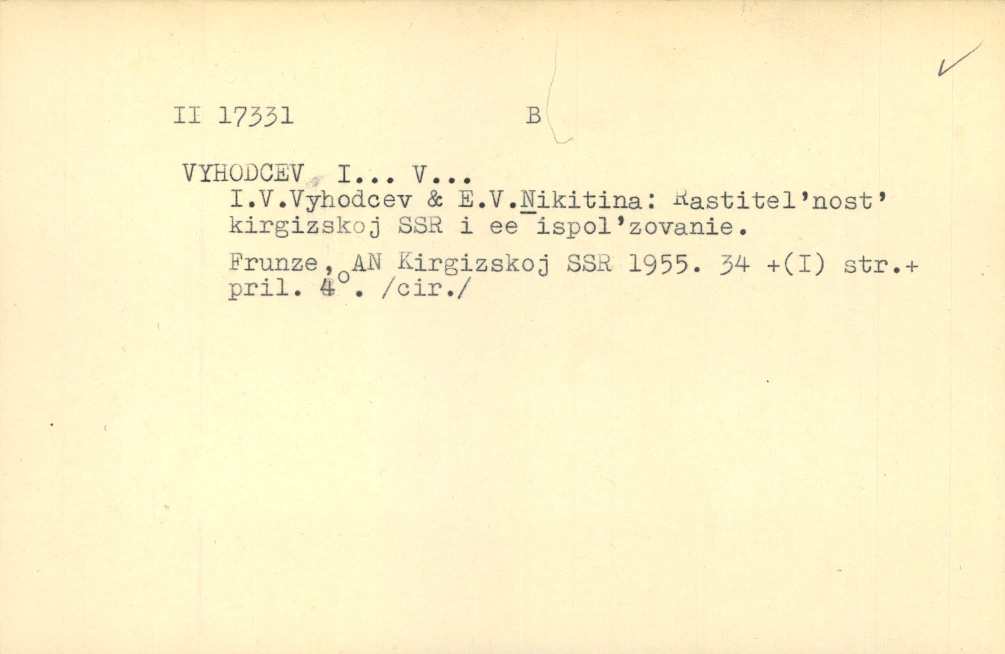 II 17331 B
VYHODCEV, I... V...
I.V.Vyhodcev & E.V.Nikitina: Rastitel'nost'
kirgizskoj SSR i ee ispol'zovanie.
Frunze, AN Kirgizskoj SSR 1955. 34 +(I) str.+
pril. 4°. /cir./